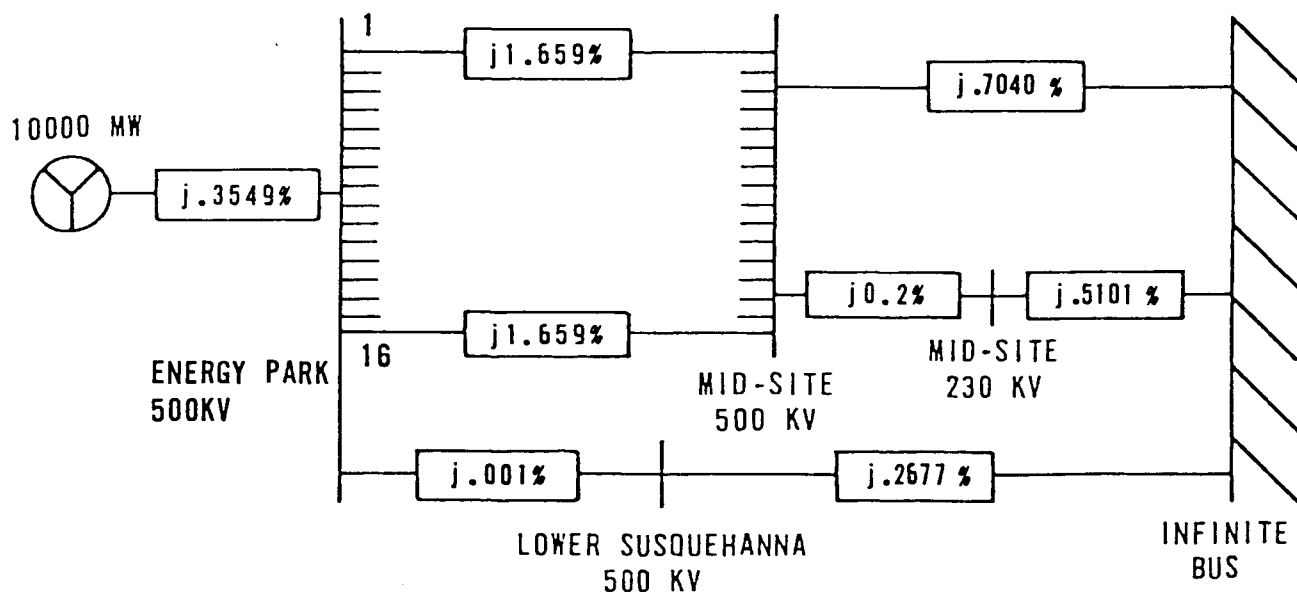 1
j1.659%
j.7040 %
10000 MW
j.3549%
j0.2%
j.5101 %
j1.659%
16
MID-SITE
230 KV
ENERGY PARK
500KV
MID-SITE
500 KV
j.001%
j.2677 %
LOWER SUSQUEHANNA
500 KV
INFINITE
BUS